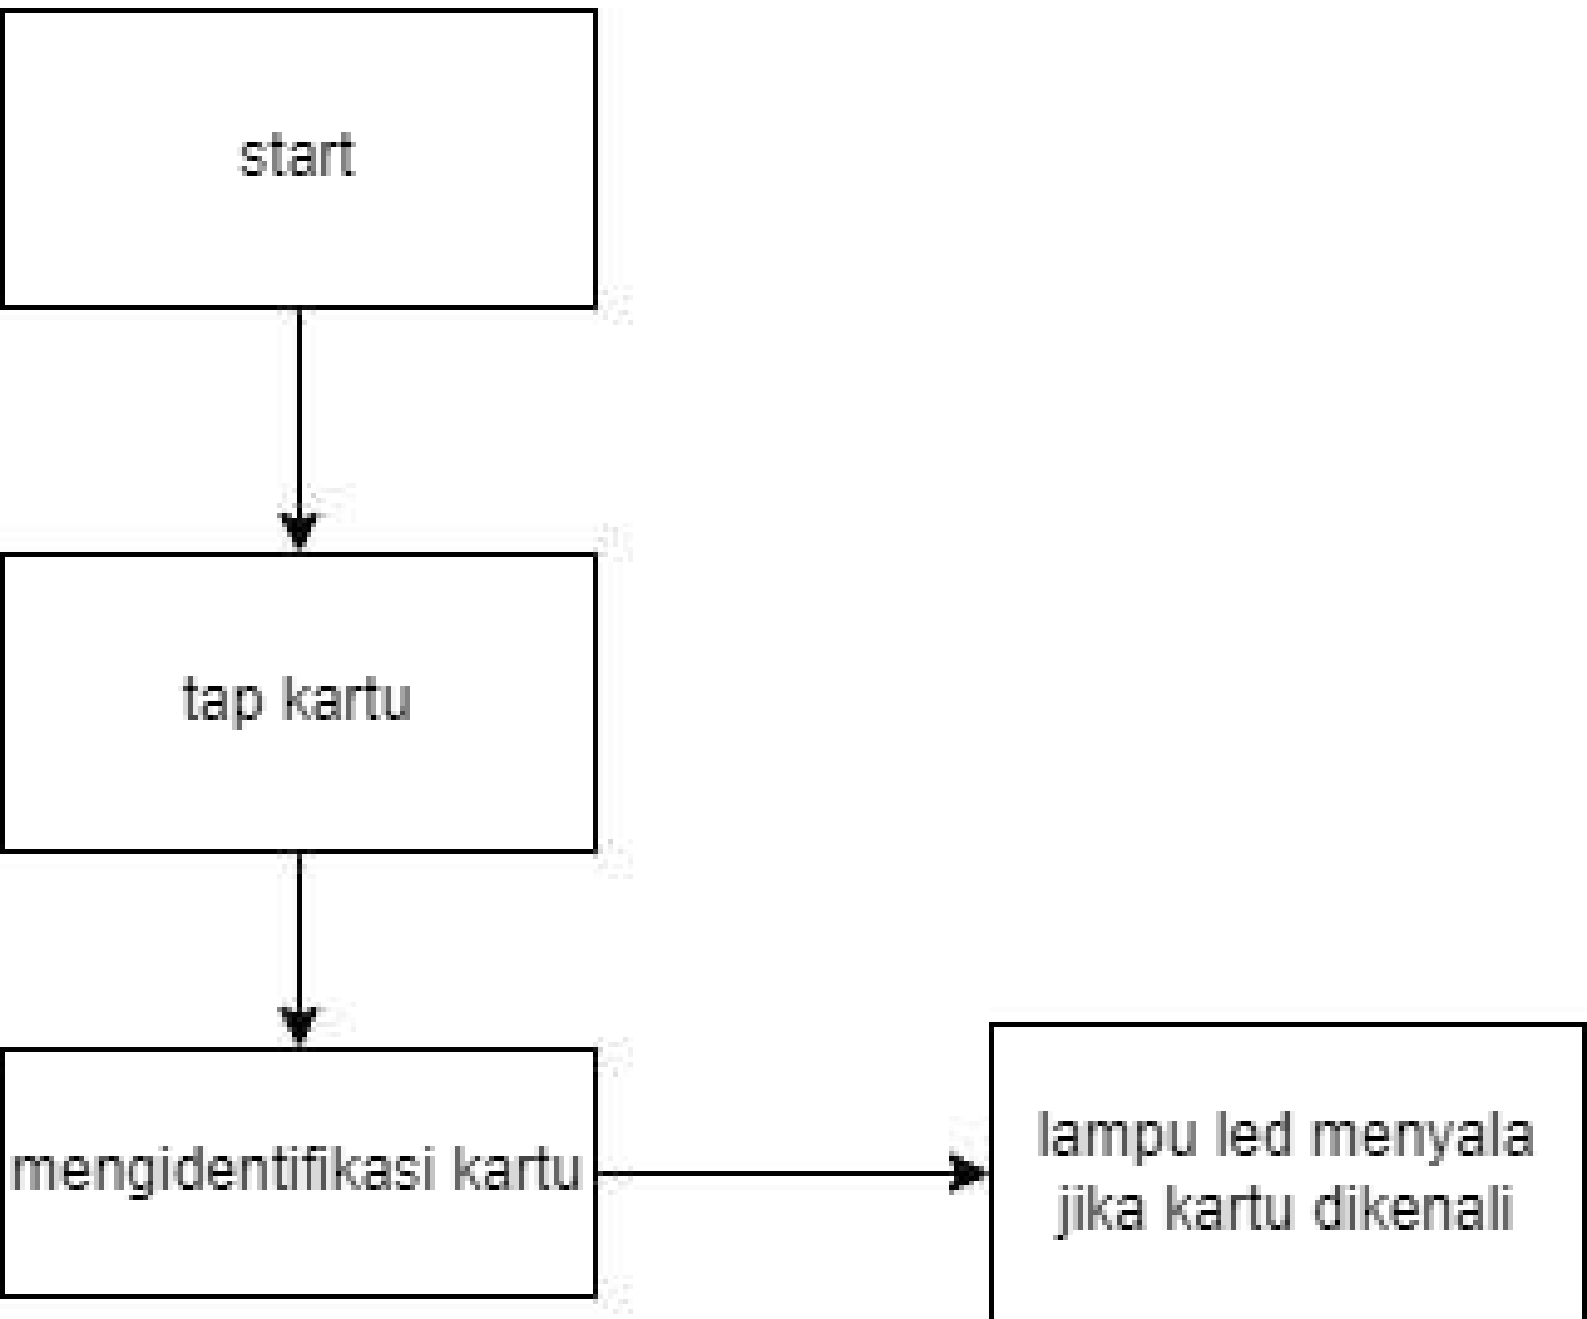 start
tap kartu
mengidentifikasi kartu
lampu led menyala
jika kartu dikenali